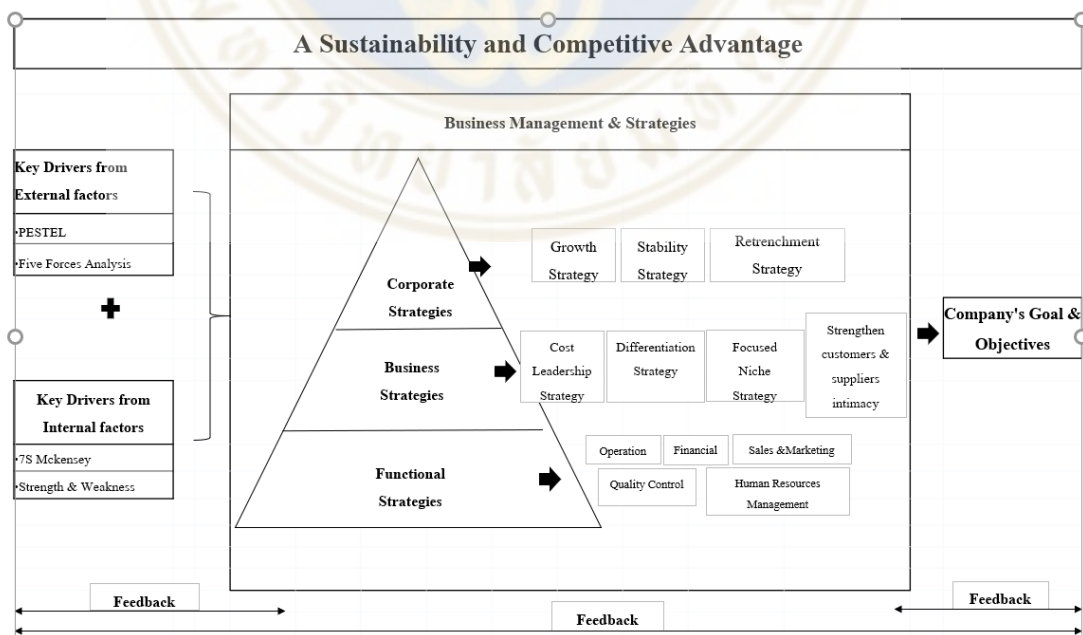 A Sustainability and Competitive Advantage
Business Management & Strategies
Key Drivers from
External factors
•PESTEL
•Five Forces Analysis
Key Drivers from
Internal factors
•7S Mckensey
•Strength & Weakness
Corporate
Strategies
Growth
Strategy
Stability
Strategy
Retrenchment
Strategy
Business
Strategies
Cost
Leadership
Strategy
Differentiation
Strategy
Focused
Niche
Strategy
Strengthen
customers &
suppliers
intimacy
Functional
Strategies
Operation
Financial
Sales &Marketing
Quality Control
Human Resources
Management
Company's Goal &
Objectives
Feedback
Feedback
Feedback